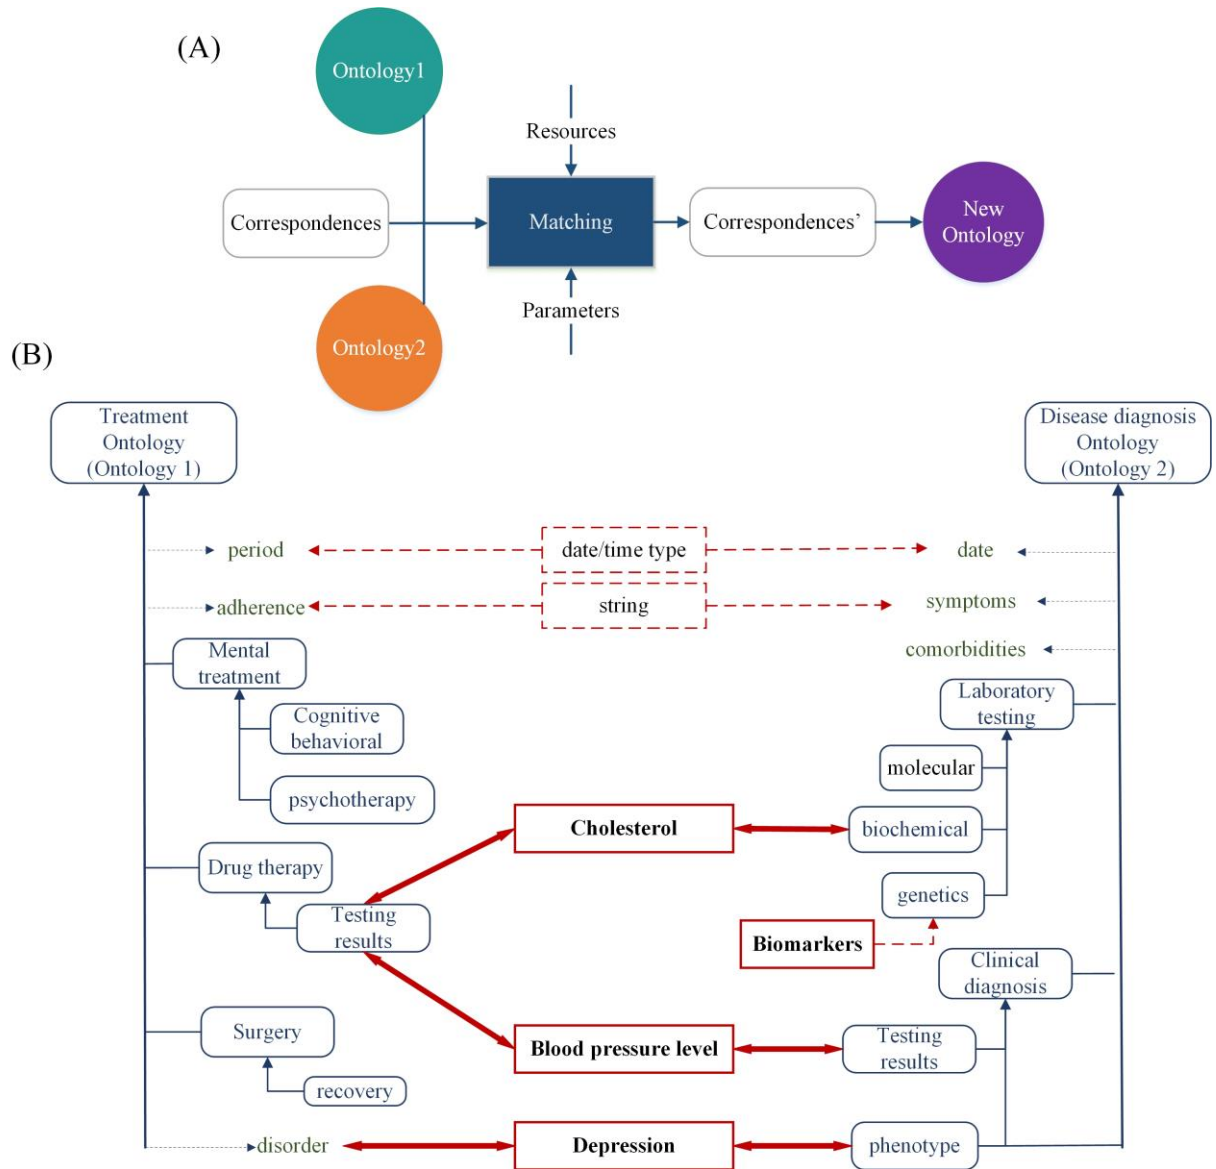 (A)
Ontology1
Resources
Correspondences
Matching
Correspondences’
New
Ontology
Parameters
Ontology2
(B)
Treatment
Ontology
(Ontology 1)
Disease diagnosis
Ontology
(Ontology 2)
period
date/time type
date
adherence
string
symptoms
comorbidities
Mental
treatment
Laboratory
testing
Cognitive
behavioral
molecular
psychotherapy
Cholesterol
biochemical
Drug therapy
genetics
Testing
results
Biomarkers
Clinical
diagnosis
Surgery
Blood pressure level
Testing
results
recovery
disorder
Depression
phenotype